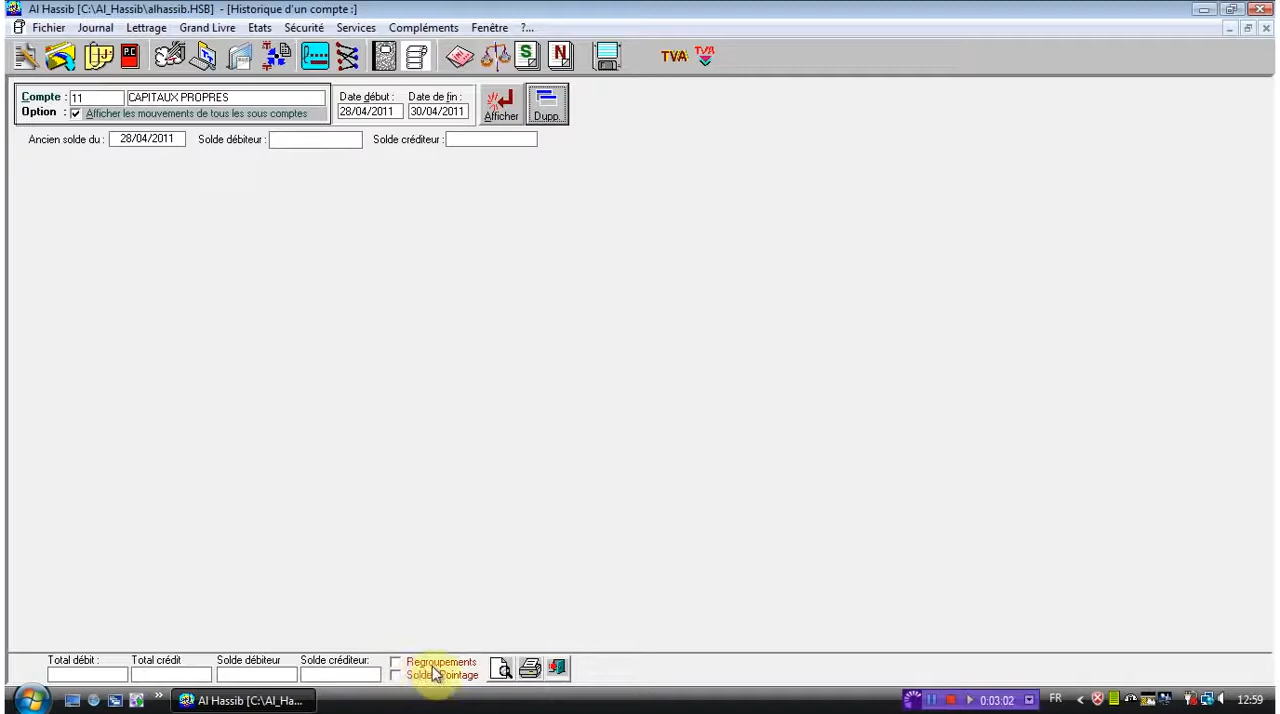 Al Hassib [C:\Al_Hassib\alhassib.HSB] - [Historique d'un compte :]
Fichier Journal Lettrage Grand Livre Etats Sécurité Services Compléments Fenêtre ?...
P.C S N TVA TVA
Compte : 11 CAPITAUX PROPRES Date début : Date de fin :
Option : Afficher les mouvements de tous les sous comptes 28/04/2011 30/04/2011 Afficher Dupp.
Ancien solde du : 28/04/2011 Solde débiteur : Solde créditeur :
Total débit : Total crédit Solde débiteur Solde créditeur: Regroupements
Solde Pointage
Al Hassib [C:\Al_Ha... 0:03:02 FR 12:59